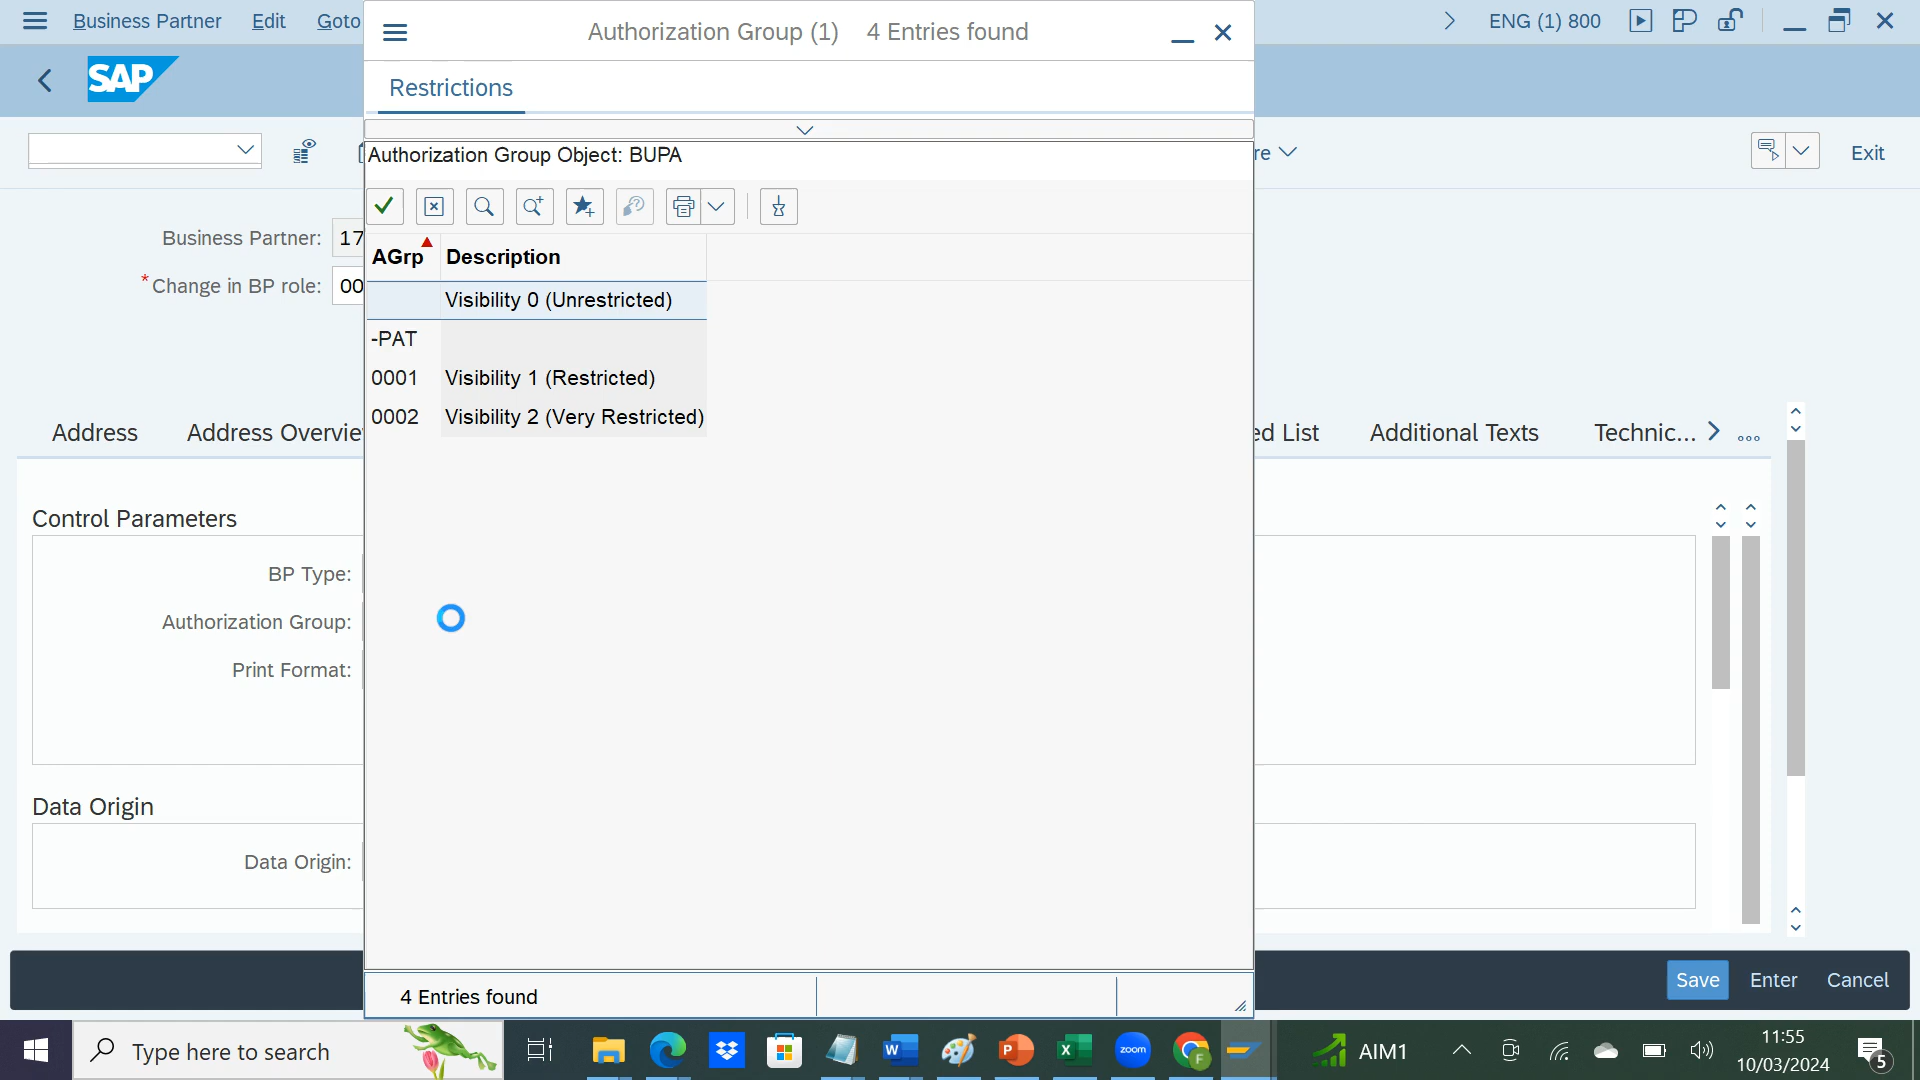 Business Partner Edit Goto
Authorization Group (1) 4 Entries found
ENG (1) 800
SAP
Restrictions
Authorization Group Object: BUPA
re
Exit
Business Partner: 17
* Change in BP role: 00
AGrp Description
Visibility 0 (Unrestricted)
-PAT
0001 Visibility 1 (Restricted)
0002 Visibility 2 (Very Restricted)
Address Address Overvie
ed List Additional Texts Technic...
Control Parameters
BP Type:
Authorization Group:
Print Format:
Data Origin
Data Origin:
4 Entries found
Save Enter Cancel
Type here to search
zoom
F
AIM1
11:55
10/03/2024
5